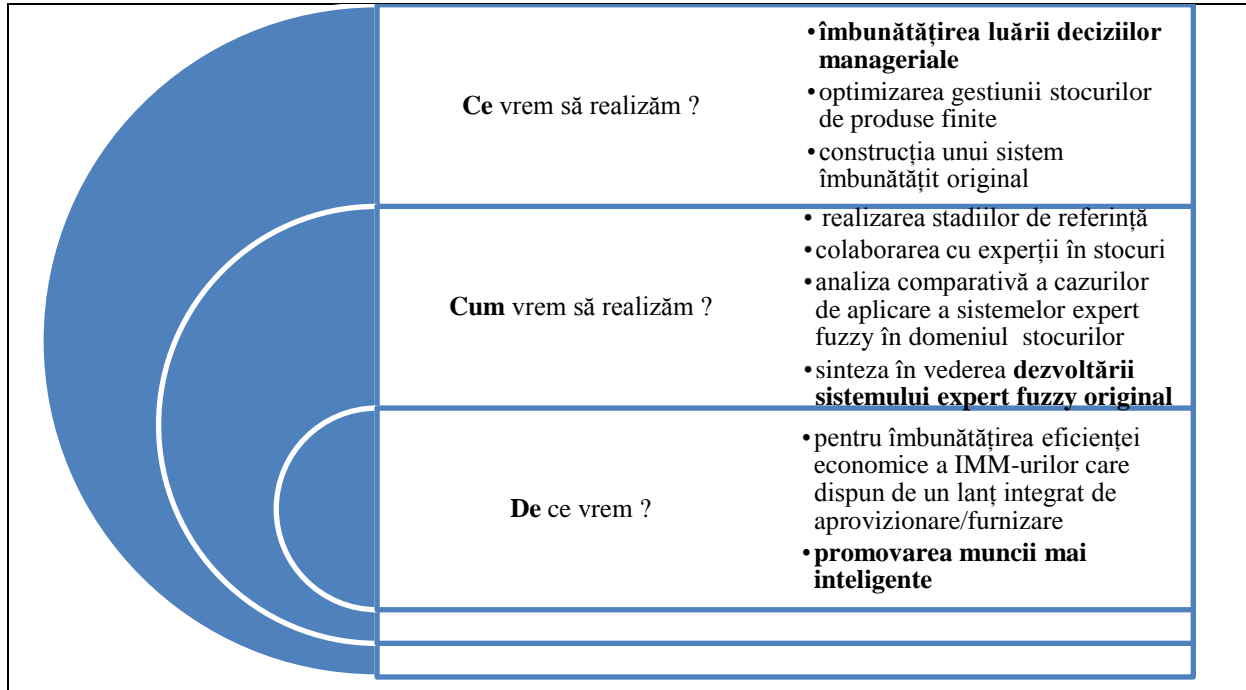 Ce vrem să realizăm ?
•îmbunătățirea luării deciziilor
manageriale
•optimizarea gestiunii stocurilor
de produse finite
•construcția unui sistem
îmbunătățit original
Cum vrem să realizăm ?
• realizarea stadiilor de referință
•colaborarea cu experții în stocuri
•analiza comparativă a cazurilor
de aplicare a sistemelor expert
fuzzy în domeniul stocurilor
•sinteza în vederea dezvoltării
sistemului expert fuzzy original
De ce vrem ?
•pentru îmbunătățirea eficienței
economice a IMM-urilor care
dispun de un lanț integrat de
aprovizionare/furnizare
•promovarea muncii mai
inteligente